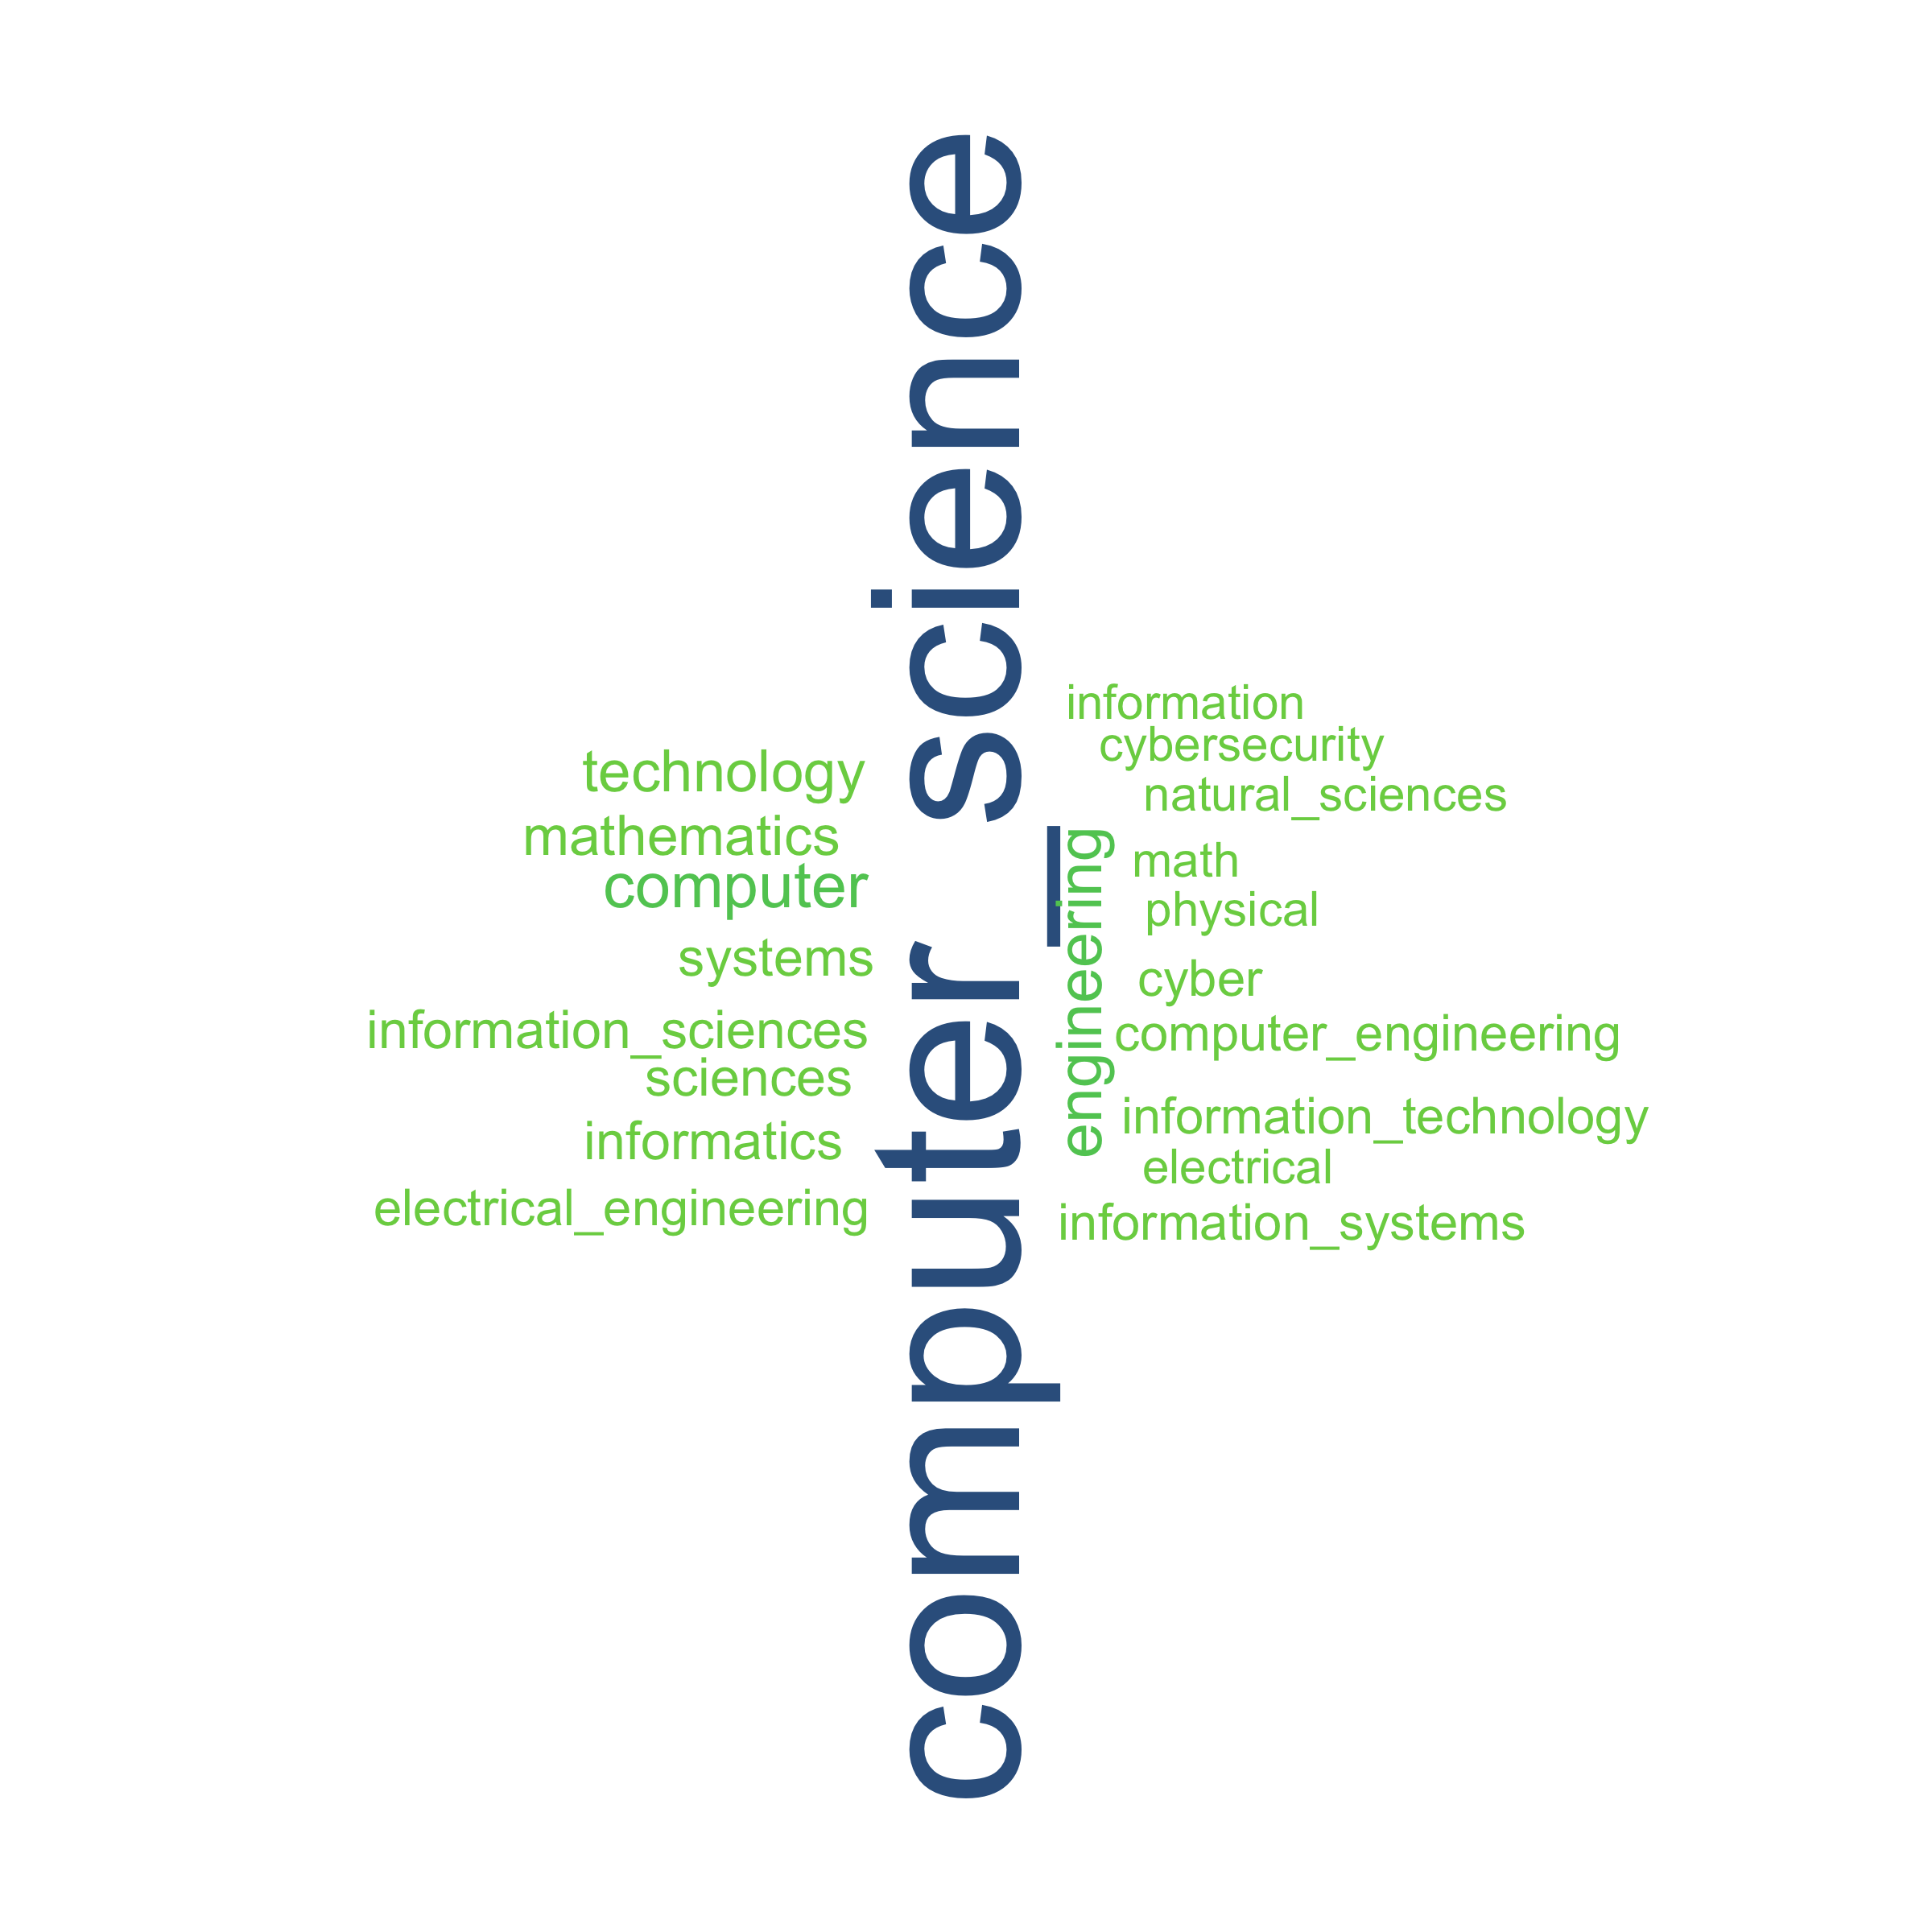 computer_science
technology
mathematics
computer
systems
information_sciences
sciences
informatics
electrical_engineering
engineering
information
cybersecurity
natural_sciences
math
physical
cyber
computer_engineering
information_technology
electrical
information_systems